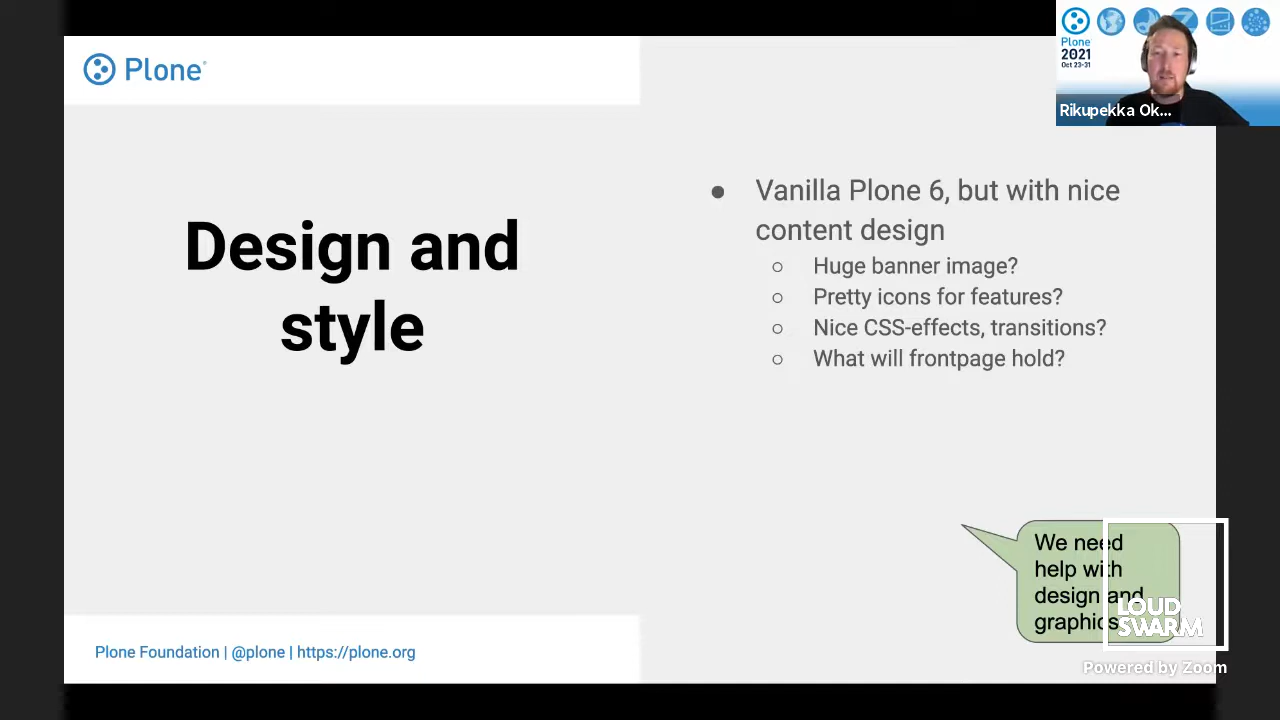 Plone
Design and
style
Vanilla Plone 6, but with nice
content design
Huge banner image?
Pretty icons for features?
Nice CSS-effects, transitions?
What will frontpage hold?
We need
help with
design and
graphics
Plone Foundation | @plone | https://plone.org
Plone
2021
Oct 23-31
Rikupekka Ok...
LOUD
SWARM
Powered by Zoom